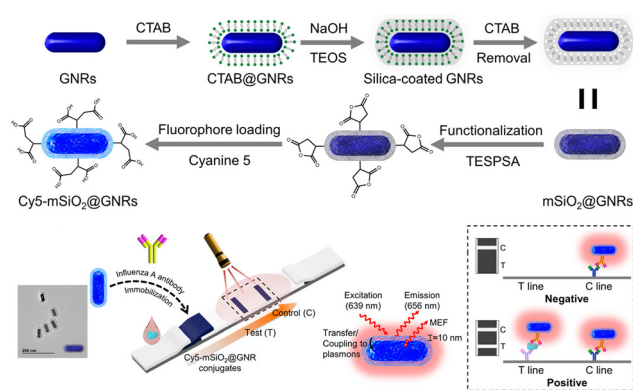 CTAB
NaOH
TEOS
CTAB
Removal
GNRs
CTAB@GNRs
Silica-coated GNRs
Fluorophore loading
Cyanine 5
Functionalization
TESPSA
Cy5-mSiO2@GNRs
mSiO2@GNRs
Influenza A antibody
Immobilization
Control (C)
Test (T)
Cy5-mSiO2@GNR
conjugates
200 nm
Excitation
(639 nm)
Emission
(656 nm)
MEF
Transfer/
Coupling to
plasmons
≈10 nm
C
T
T line
C line
Negative
C
T
T line
C line
Positive